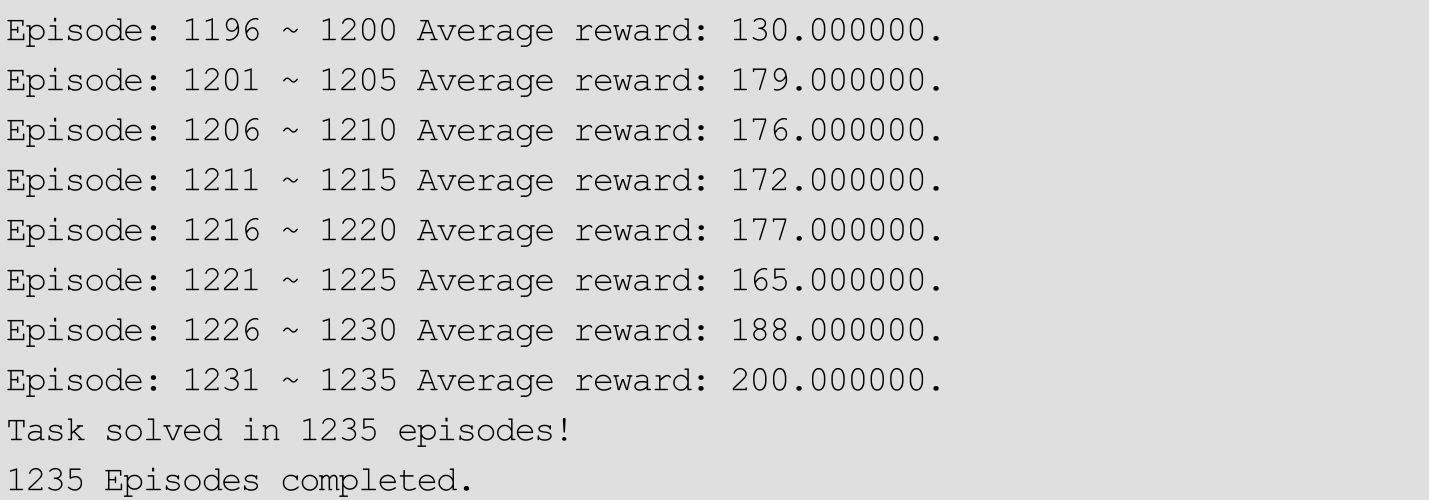 Episode: 1196 ~ 1200 Average reward: 130.000000.
Episode: 1201 ~ 1205 Average reward: 179.000000.
Episode: 1206 ~ 1210 Average reward: 176.000000.
Episode: 1211 ~ 1215 Average reward: 172.000000.
Episode: 1216 ~ 1220 Average reward: 177.000000.
Episode: 1221 ~ 1225 Average reward: 165.000000.
Episode: 1226 ~ 1230 Average reward: 188.000000.
Episode: 1231 ~ 1235 Average reward: 200.000000.
Task solved in 1235 episodes!
1235 Episodes completed.